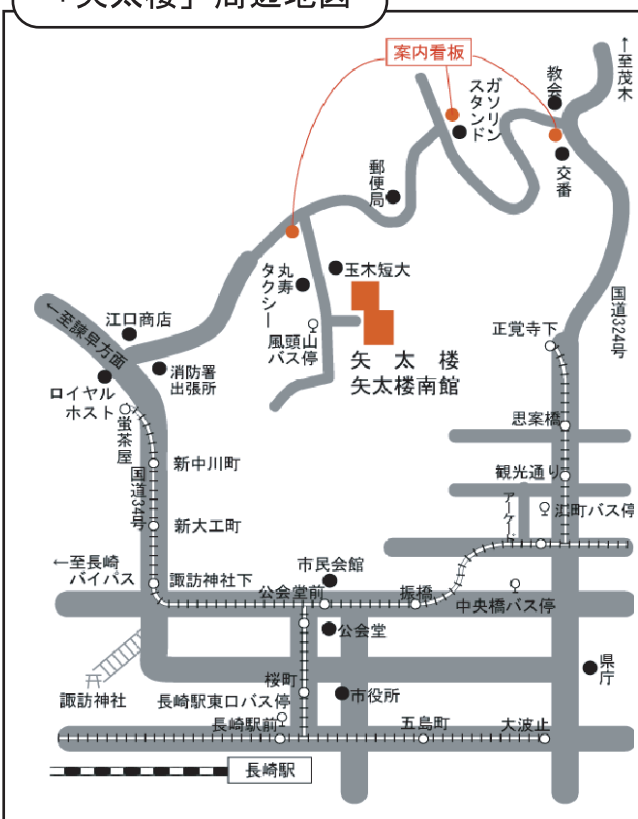 「矢太楼」周辺地図
案内看板
←至茂木
教会
ガソリン
スタンド
交番
郵便局
玉木短大
丸寿
タクシー
国道324号
江口商店
風頭山
バス停
正覚寺下
←至諫早方面
矢太楼
矢太楼南館
消防署
出張所
ロイヤル
ホスト
蛍茶屋
思案橋
新中川町
観光通り
国道34号
アーケード
新大工町
バス停
←至長崎
バイパス
市民会館
諏訪神社下
公会堂前
振橋
中央橋バス停
公会堂
県庁
桜町
諏訪神社
長崎駅東口バス停
市役所
長崎駅前
五島町
大波止
長崎駅